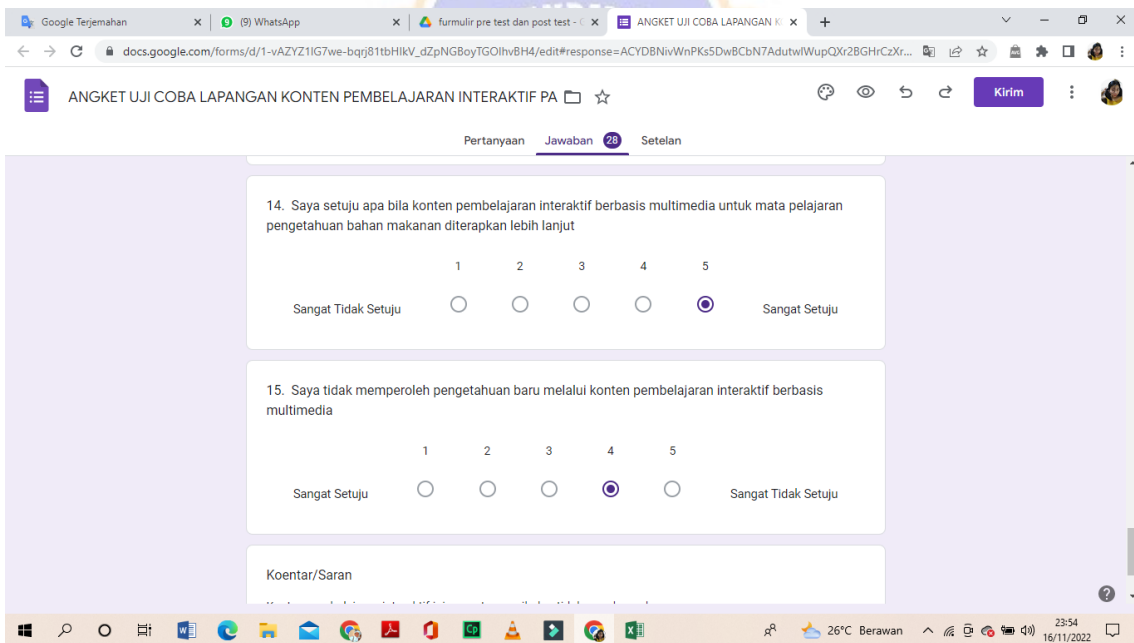 Google Terjemahan
(9) WhatsApp
furmulir pre test dan post test - G
ANGKET UJI COBA LAPANGAN K
docs.google.com/forms/d/1-vAZYZ1IG7we-bqrj81tbHIkV_dZpNGBoyTGOIhvBH4/edit#response=ACYDBNivWnPKs5DwBCbN7AdutwIWupQXr2BGHrCzXr...
ANGKET UJI COBA LAPANGAN KONTEN PEMBELAJARAN INTERAKTIF PA
Kirim
Pertanyaan Jawaban 28 Setelan
14. Saya setuju apa bila konten pembelajaran interaktif berbasis multimedia untuk mata pelajaran
pengetahuan bahan makanan diterapkan lebih lanjut
1 2 3 4 5
Sangat Tidak Setuju Sangat Setuju
15. Saya tidak memperoleh pengetahuan baru melalui konten pembelajaran interaktif berbasis
multimedia
1 2 3 4 5
Sangat Setuju Sangat Tidak Setuju
Koentar/Saran
26°C Berawan
23:54
16/11/2022